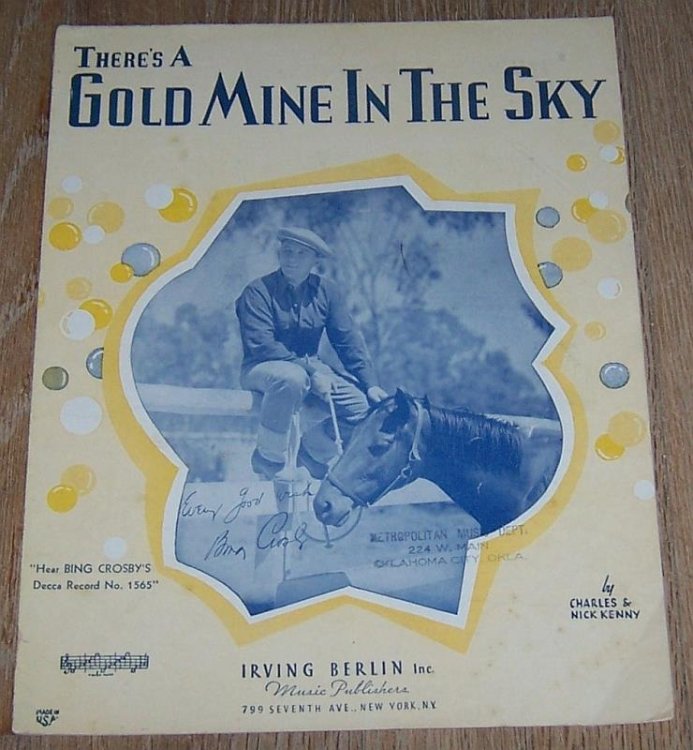 THERE'S A
GOLD MINE IN THE SKY
Every good wish
Bing Crosby
METROPOLITAN MUSIC DEPT.
224 W. MAIN
OKLAHOMA CITY, OKLA.
"Hear BING CROSBY'S
Decca Record No. 1565"
by
CHARLES &
NICK KENNY
IRVING BERLIN Inc.
Music Publishers
799 SEVENTH AVE., NEW YORK, N.Y.
MADE IN
U.S.A.